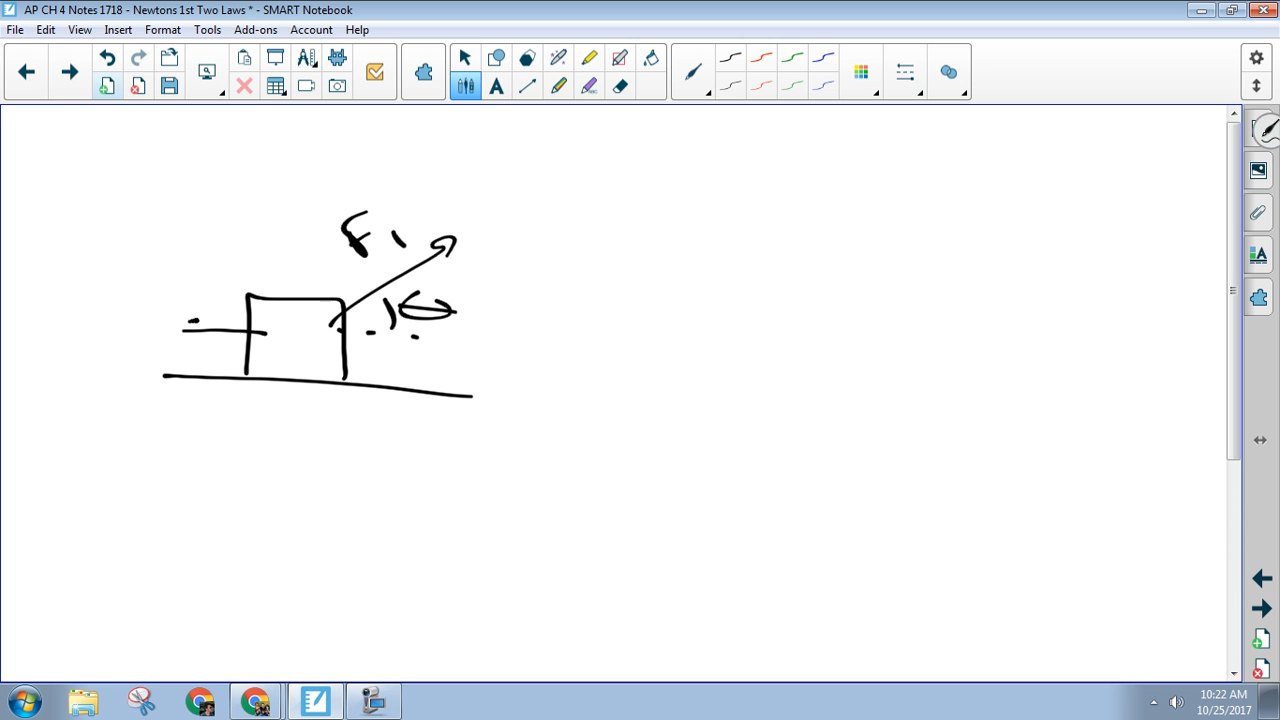 AP CH 4 Notes 1718 - Newtons 1st Two Laws * - SMART Notebook
File Edit View Insert Format Tools Add-ons Account Help
F1
θ
10:22 AM
10/25/2017